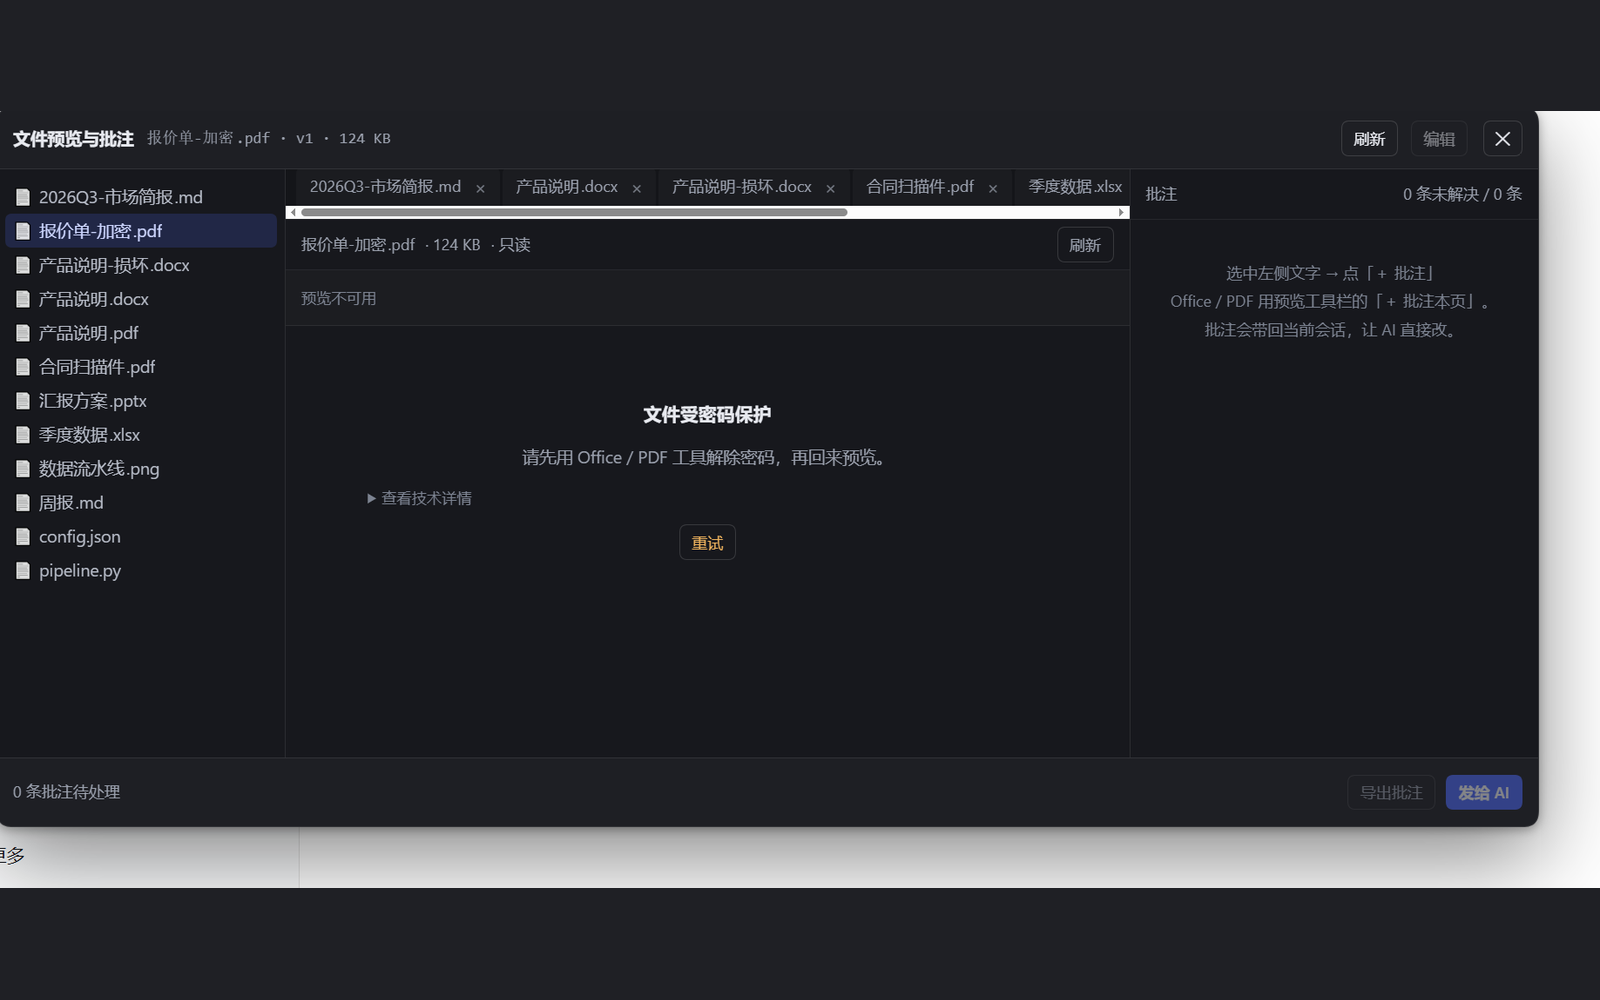 文件预览与批注 报价单-加密.pdf · v1 · 124 KB
刷新 编辑
2026Q3-市场简报.md
报价单-加密.pdf
产品说明-损坏.docx
产品说明.docx
产品说明.pdf
合同扫描件.pdf
汇报方案.pptx
季度数据.xlsx
数据流水线.png
周报.md
config.json
pipeline.py
2026Q3-市场简报.md × 产品说明.docx × 产品说明-损坏.docx × 合同扫描件.pdf × 季度数据.xlsx
报价单-加密.pdf · 124 KB · 只读 刷新
预览不可用
文件受密码保护
请先用 Office / PDF 工具解除密码，再回来预览。
▶ 查看技术详情
重试
批注 0 条未解决 / 0 条
选中左侧文字 → 点「 + 批注」
Office / PDF 用预览工具栏的「 + 批注本页」。
批注会带回当前会话，让 AI 直接改。
0 条批注待处理
导出批注 发给 AI
更多